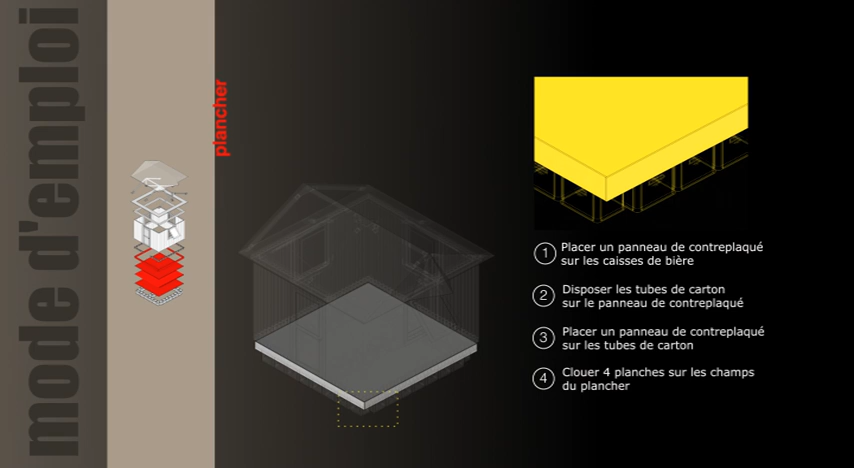 mode d'emploi
plancher
1 Placer un panneau de contreplaqué
sur les caisses de bière
2 Disposer les tubes de carton
sur le panneau de contreplaqué
3 Placer un panneau de contreplaqué
sur les tubes de carton
4 Clouer 4 planches sur les champs
du plancher